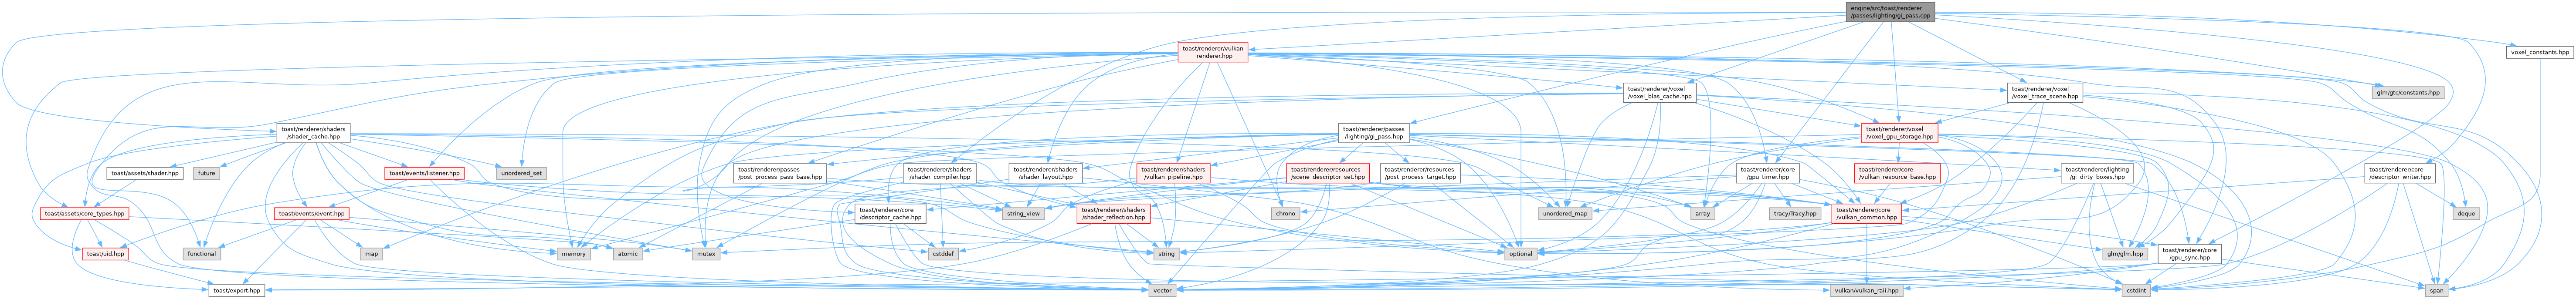 engine/src/toast/renderer
/passes/lighting/gi_pass.cpp
toast/renderer/vulkan
_renderer.hpp
voxel_constants.hpp
toast/renderer/voxel
/voxel_blas_cache.hpp
toast/renderer/voxel
/voxel_trace_scene.hpp
glm/gtc/constants.hpp
toast/renderer/shaders
/shader_cache.hpp
toast/renderer/passes
/lighting/gi_pass.hpp
toast/renderer/voxel
/voxel_gpu_storage.hpp
toast/assets/shader.hpp
future
toast/events/listener.hpp
unordered_set
toast/renderer/passes
/post_process_pass_base.hpp
toast/renderer/shaders
/shader_compiler.hpp
toast/renderer/shaders
/shader_layout.hpp
toast/renderer/shaders
/vulkan_pipeline.hpp
toast/renderer/resources
/scene_descriptor_set.hpp
toast/renderer/resources
/post_process_target.hpp
toast/renderer/core
/gpu_timer.hpp
toast/renderer/core
/vulkan_resource_base.hpp
toast/renderer/lighting
/gi_dirty_boxes.hpp
toast/renderer/core
/descriptor_writer.hpp
toast/assets/core_types.hpp
toast/events/event.hpp
toast/renderer/core
/descriptor_cache.hpp
string_view
toast/renderer/shaders
/shader_reflection.hpp
chrono
unordered_map
array
tracy/Tracy.hpp
toast/renderer/core
/vulkan_common.hpp
deque
toast/uid.hpp
functional
map
memory
atomic
mutex
cstddef
string
optional
glm/glm.hpp
toast/renderer/core
/gpu_sync.hpp
toast/export.hpp
vector
vulkan/vulkan_raii.hpp
cstdint
span